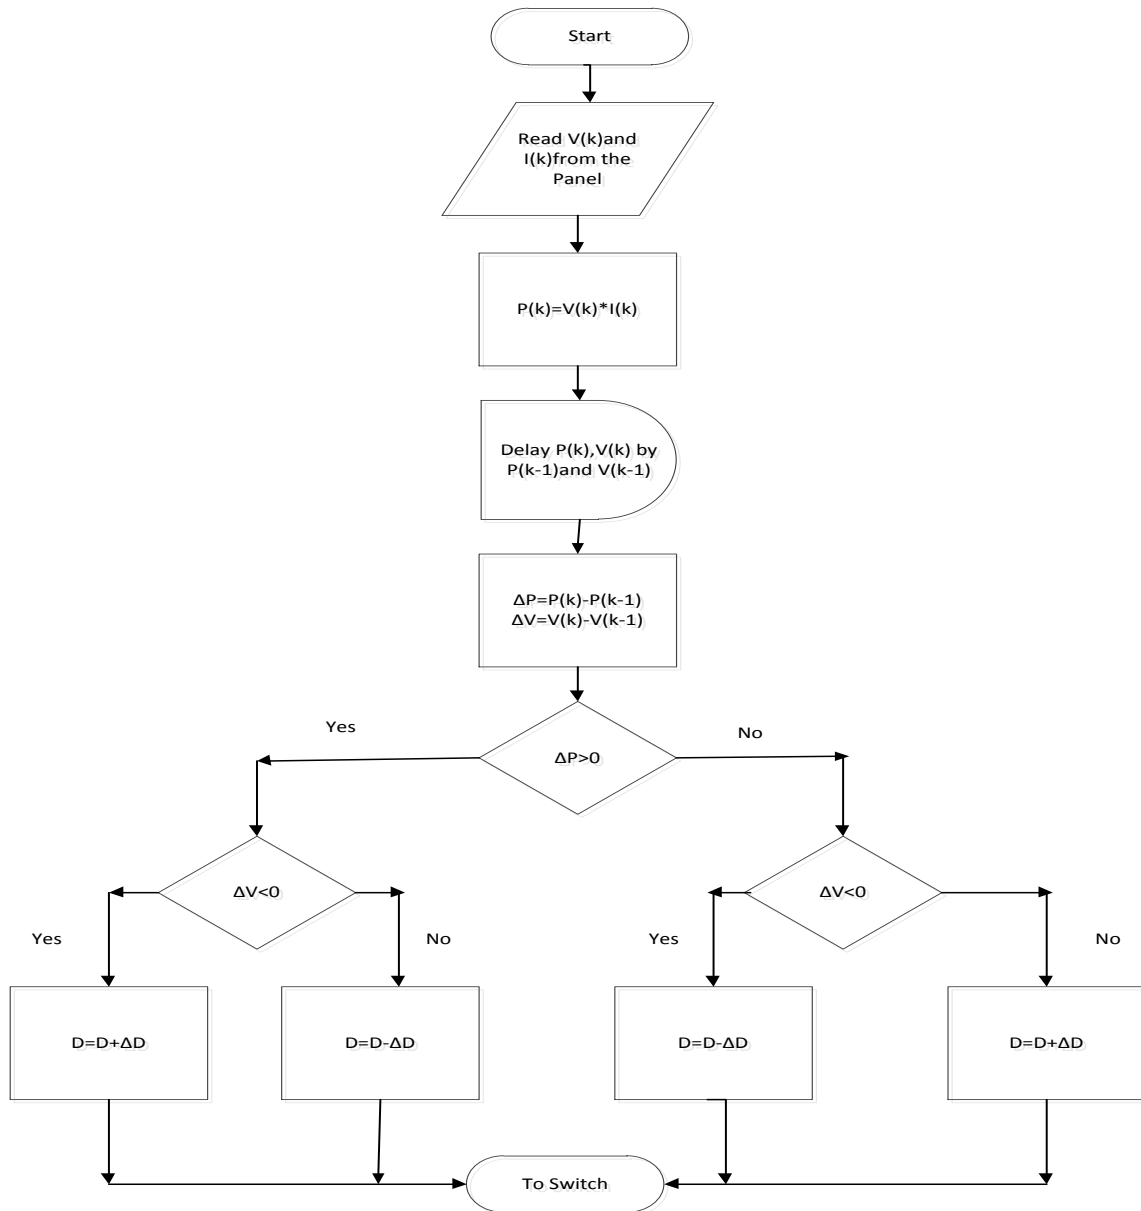 Start
Read V(k)and
I(k)from the
Panel
P(k)=V(k)*I(k)
Delay P(k),V(k) by
P(k-1)and V(k-1)
ΔP=P(k)-P(k-1)
ΔV=V(k)-V(k-1)
Yes
No
ΔP>0
ΔV<0
ΔV<0
Yes
No
Yes
No
D=D+ΔD
D=D-ΔD
D=D-ΔD
D=D+ΔD
To Switch